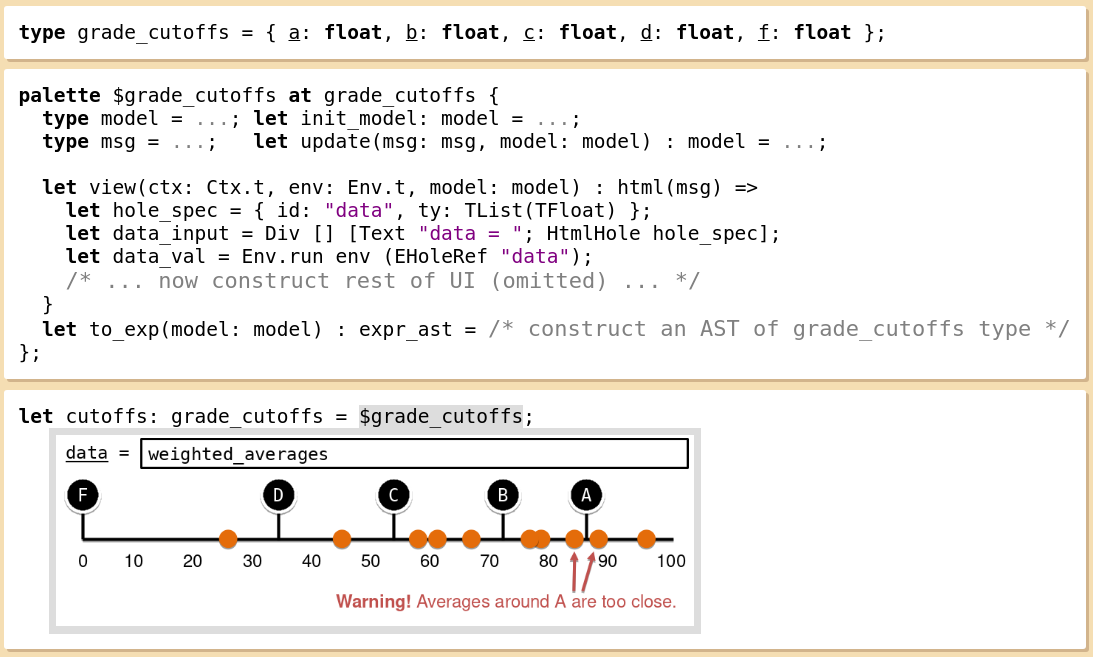 type grade_cutoffs = { a: float, b: float, c: float, d: float, f: float };
palette $grade_cutoffs at grade_cutoffs {
  type model = ...; let init_model: model = ...;
  type msg = ...;   let update(msg: msg, model: model) : model = ...;
  let view(ctx: Ctx.t, env: Env.t, model: model) : html(msg) =>
    let hole_spec = { id: "data", ty: TList(TFloat) };
    let data_input = Div [] [Text "data = "; HtmlHole hole_spec];
    let data_val = Env.run env (EHoleRef "data");
    /* ... now construct rest of UI (omitted) ... */
  }
  let to_exp(model: model) : expr_ast = /* construct an AST of grade_cutoffs type */
};
let cutoffs: grade_cutoffs = $grade_cutoffs;
data = weighted_averages
F D C B A
0 10 20 30 40 50 60 70 80 90 100
Warning! Averages around A are too close.